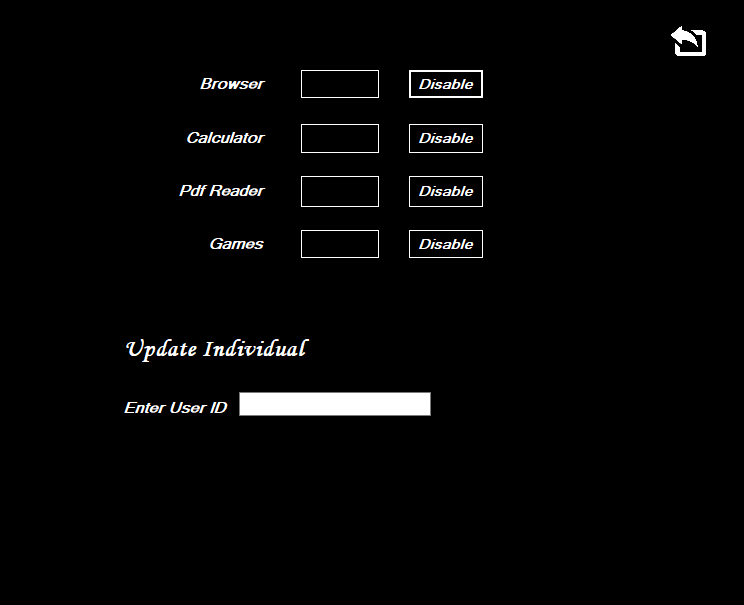 Browser Disable
Calculator Disable
Pdf Reader Disable
Games Disable
Update Individual
Enter User ID